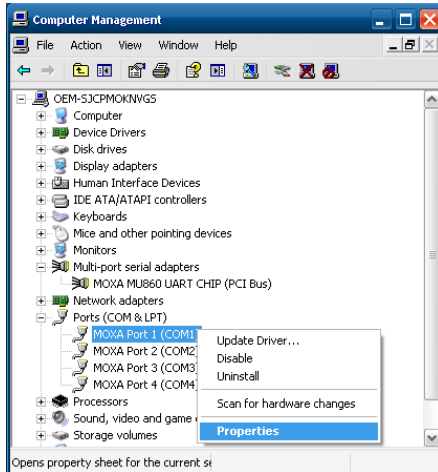 Computer Management
File Action View Window Help
OEM-SJCPMOKNVGS
Computer
Device Drivers
Disk drives
Display adapters
Human Interface Devices
IDE ATA/ATAPI controllers
Keyboards
Mice and other pointing devices
Monitors
Multi-port serial adapters
MOXA MU860 UART CHIP (PCI Bus)
Network adapters
Ports (COM & LPT)
MOXA Port 1 (COM1)
MOXA Port 2 (COM2)
MOXA Port 3 (COM3)
MOXA Port 4 (COM4)
Processors
Sound, video and game
Storage volumes
Update Driver...
Disable
Uninstall
Scan for hardware changes
Properties
Opens property sheet for the current se